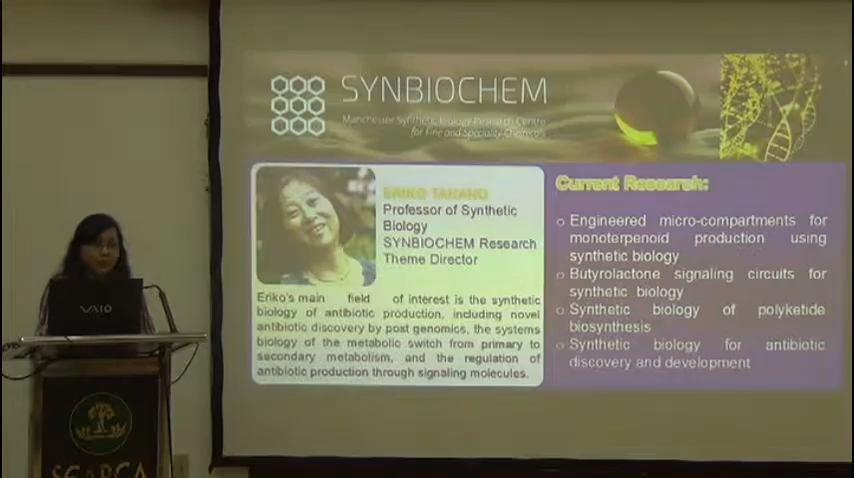 SYNBIOCHEM
Manchester Synthetic Biology Research Centre
for Fine and Speciality Chemicals
ERIKO TAKANO
Professor of Synthetic
Biology
SYNBIOCHEM Research
Theme Director
Eriko's main field of interest is the synthetic
biology of antibiotic production, including novel
antibiotic discovery by post genomics, the systems
biology of the metabolic switch from primary to
secondary metabolism, and the regulation of
antibiotic production through signaling molecules.
Current Research:
o Engineered micro-compartments for
monoterpenoid production using
synthetic biology
o Butyrolactone signaling circuits for
synthetic biology
o Synthetic biology of polyketide
biosynthesis
o Synthetic biology for antibiotic
discovery and development
VAIO
SEARCA